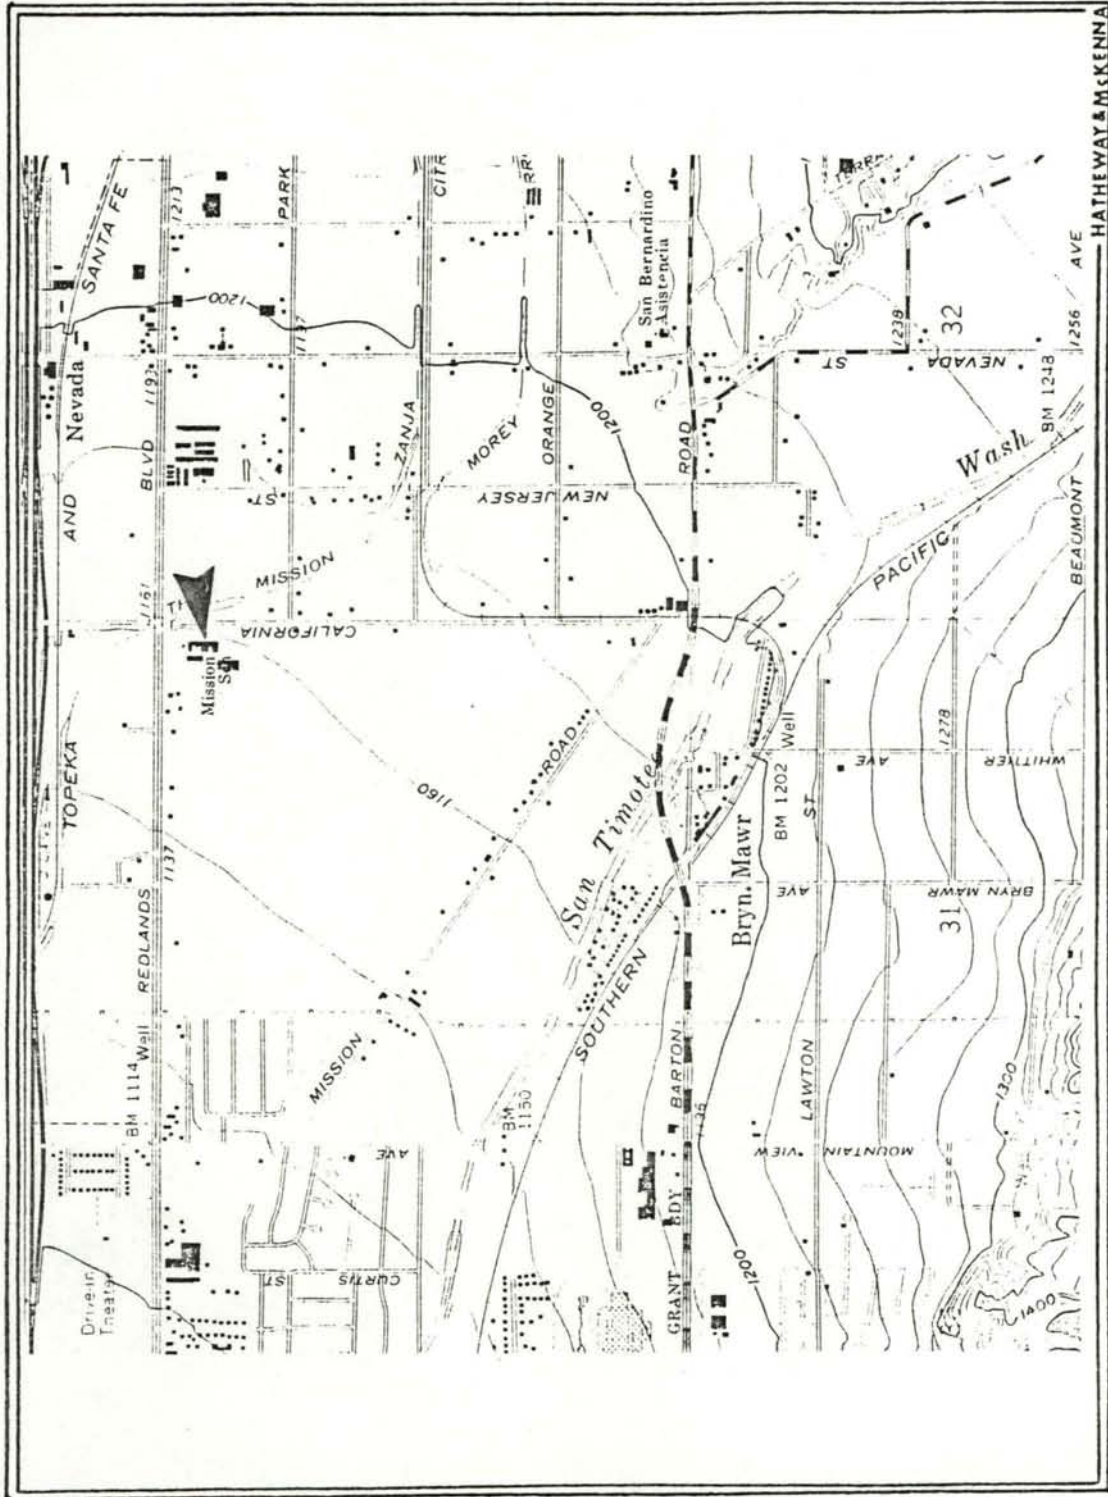 Drive-in
Theater
BM 1114
Well
TOPEKA
AND
SANTA FE
Nevada
REDLANDS
BLVD
1137
1161
1193
1213
Mission
Sch
MISSION
ROAD
MISSION
ZANJA
CALIFORNIA
PARK
NEW JERSEY
ST
1200
MOREY
ORANGE
1200
1160
CURTIS
ST
AVE
BM
1150
San
Timoteo
Wash
SOUTHERN
PACIFIC
San Bernardino
Asistencia
GRANT
BDY
BARTON
ROAD
Bryn Mawr
BM 1202
Well
LAWTON
ST
MOUNTAIN
VIEW
BRYN MAWR
AVE
WHITTIER
AVE
1278
31
32
1238
NEVADA
ST
BM 1248
1256
BEAUMONT
AVE
1200
1300
1400
HATHEWAY & McKENNA